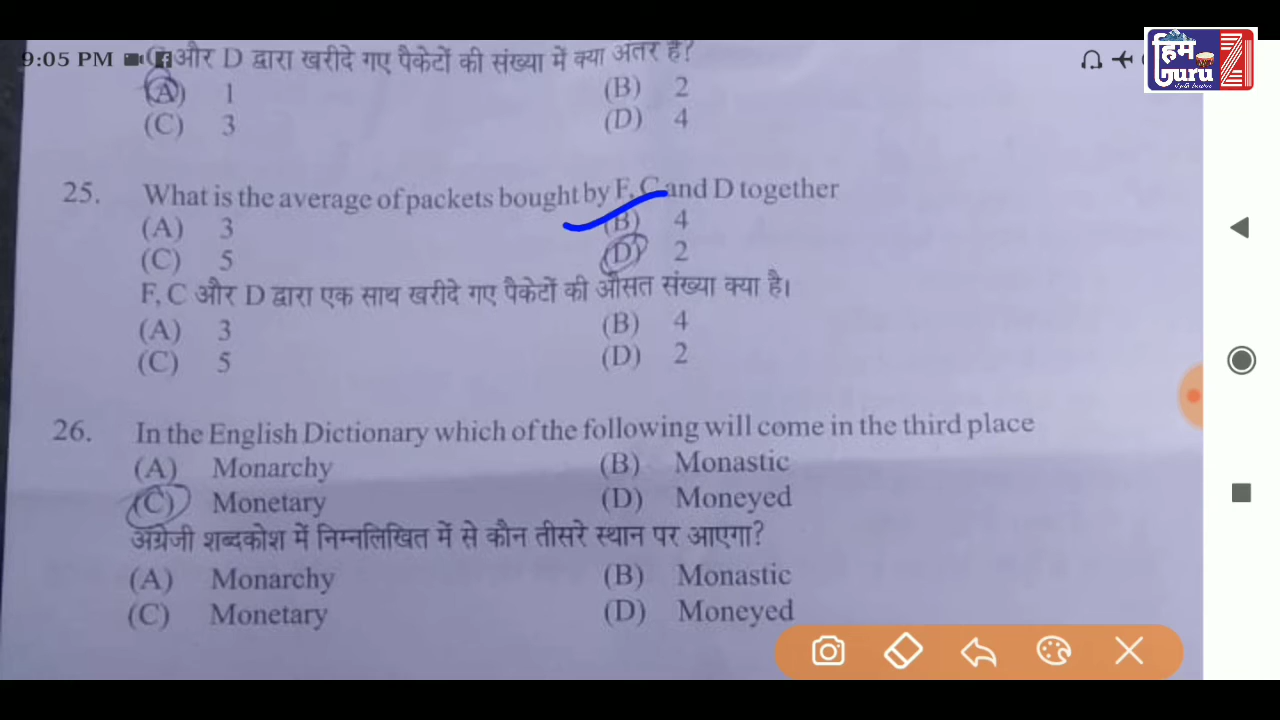 9:05 PM
C और D द्वारा खरीदे गए पैकेटों की संख्या में क्या अंतर है?
(A) 1 (B) 2
(C) 3 (D) 4
हिम
Guru
Z
25. What is the average of packets bought by F, C and D together
(A) 3 (B) 4
(C) 5 (D) 2
F, C और D द्वारा एक साथ खरीदे गए पैकेटों की औसत संख्या क्या है।
(A) 3 (B) 4
(C) 5 (D) 2
26. In the English Dictionary which of the following will come in the third place
(A) Monarchy (B) Monastic
(C) Monetary (D) Moneyed
अंग्रेजी शब्दकोश में निम्नलिखित में से कौन तीसरे स्थान पर आएगा?
(A) Monarchy (B) Monastic
(C) Monetary (D) Moneyed